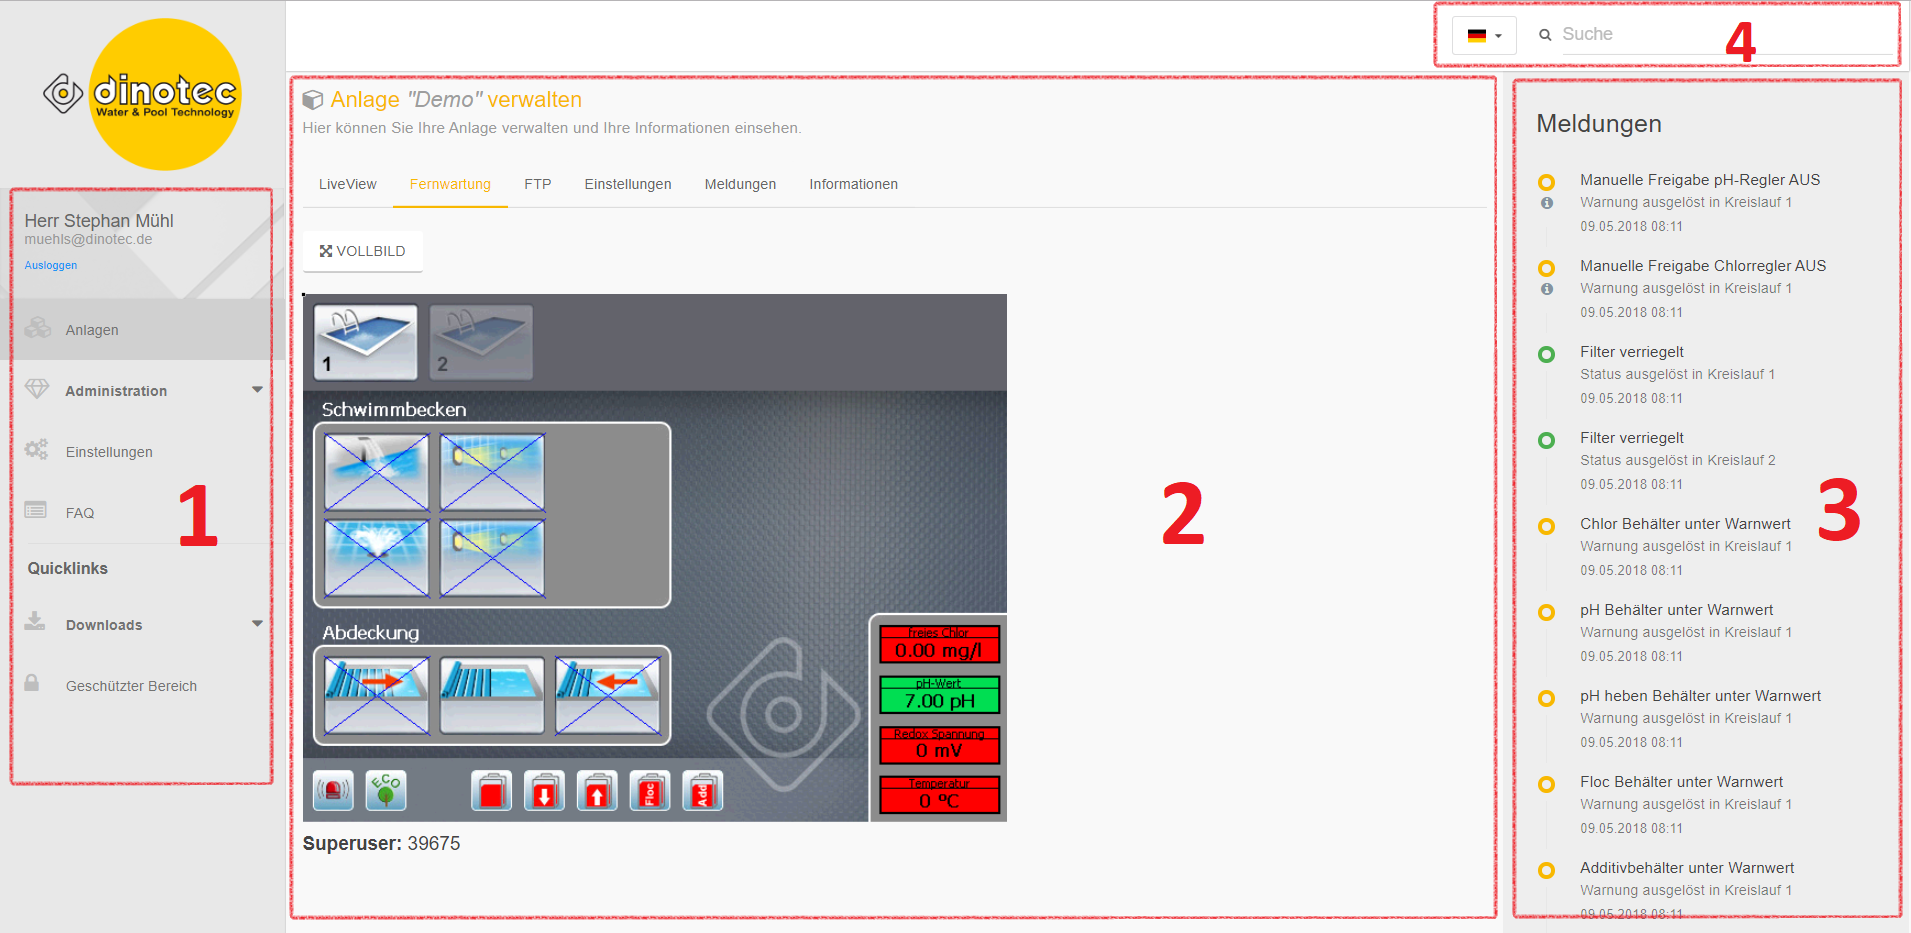 dinotec
Water & Pool Technology
Herr Stephan Mühl
muehls@dinotec.de
Ausloggen
Anlagen
Administration
Einstellungen
FAQ
Quicklinks
Downloads
Geschützter Bereich
1
Anlage "Demo" verwalten
Hier können Sie Ihre Anlage verwalten und Ihre Informationen einsehen.
LiveView Fernwartung FTP Einstellungen Meldungen Informationen
VOLLBILD
1 2
Schwimmbecken
Abdeckung
freies Chlor
0.00 mg/l
pH-Wert
7.00 pH
Redox Spannung
0 mV
Temperatur
0 ºC
ECO
Floc
Add
Superuser: 39675
2
Suche
4
Meldungen
Manuelle Freigabe pH-Regler AUS
Warnung ausgelöst in Kreislauf 1
09.05.2018 08:11
Manuelle Freigabe Chlorregler AUS
Warnung ausgelöst in Kreislauf 1
09.05.2018 08:11
Filter verriegelt
Status ausgelöst in Kreislauf 1
09.05.2018 08:11
Filter verriegelt
Status ausgelöst in Kreislauf 2
09.05.2018 08:11
Chlor Behälter unter Warnwert
Warnung ausgelöst in Kreislauf 1
09.05.2018 08:11
pH Behälter unter Warnwert
Warnung ausgelöst in Kreislauf 1
09.05.2018 08:11
pH heben Behälter unter Warnwert
Warnung ausgelöst in Kreislauf 1
09.05.2018 08:11
Floc Behälter unter Warnwert
Warnung ausgelöst in Kreislauf 1
09.05.2018 08:11
Additivbehälter unter Warnwert
Warnung ausgelöst in Kreislauf 1
09.05.2018 08:11
3